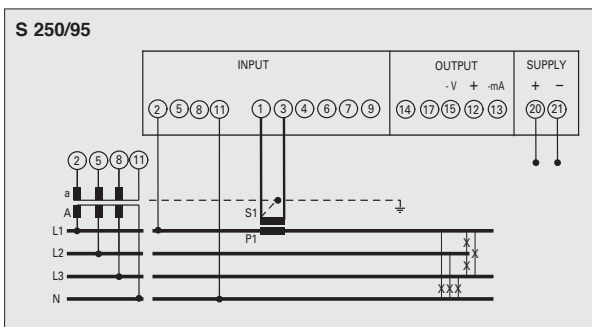 S 250/95
INPUT OUTPUT SUPPLY
- V + -mA + −
2 5 8 11 1 3 4 6 7 9 14 17 15 12 13 20 21
2 5 8 11
a
A S1
L1 P1
L2
L3
N